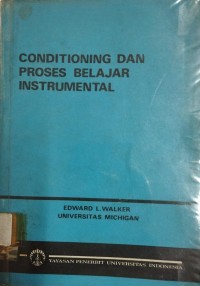 CONDITIONING DAN
PROSES BELAJAR
INSTRUMENTAL
EDWARD L. WALKER
UNIVERSITAS MICHIGAN
YAYASAN PENERBIT UNIVERSITAS INDONESIA